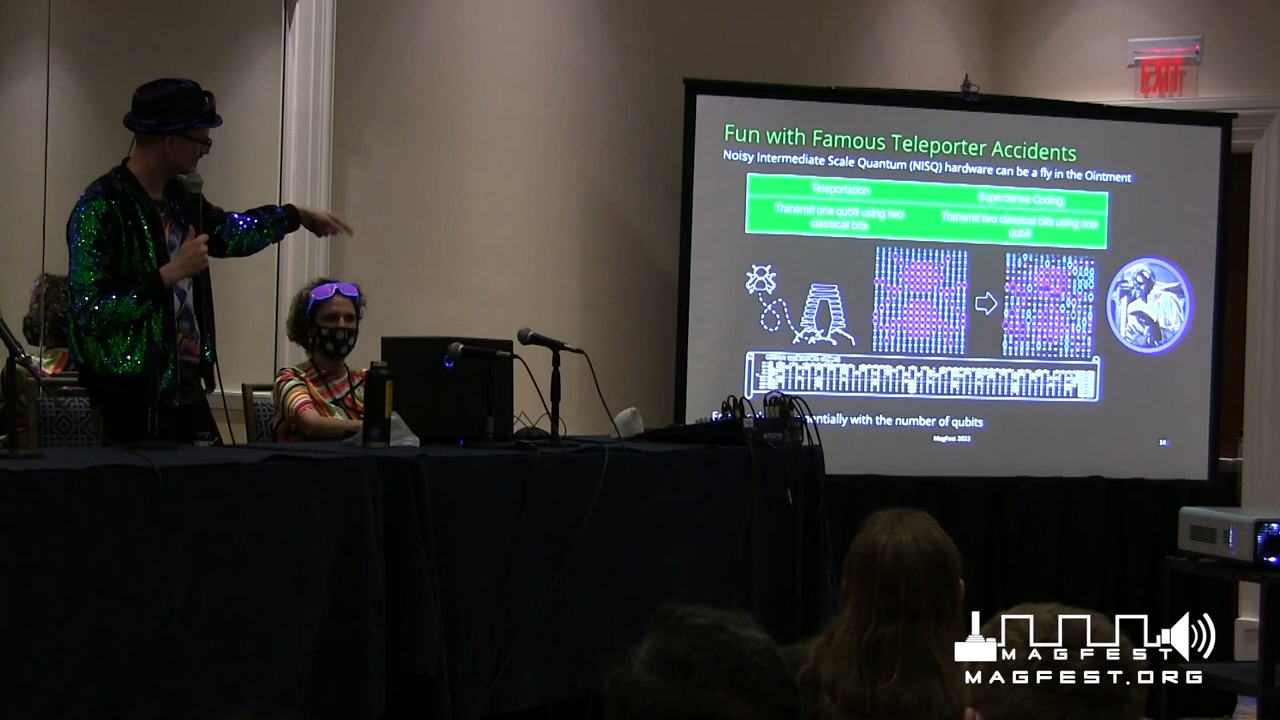 EXIT
Fun with Famous Teleporter Accidents
Noisy Intermediate Scale Quantum (NISQ) hardware can be a fly in the Ointment
Teleportation
Superdense Coding
Transmit one qubit using two
classical bits
Transmit two classical bits using one
qubit
entially with the number of qubits
MagFest 2022
MAGFEST
MAGFEST.ORG